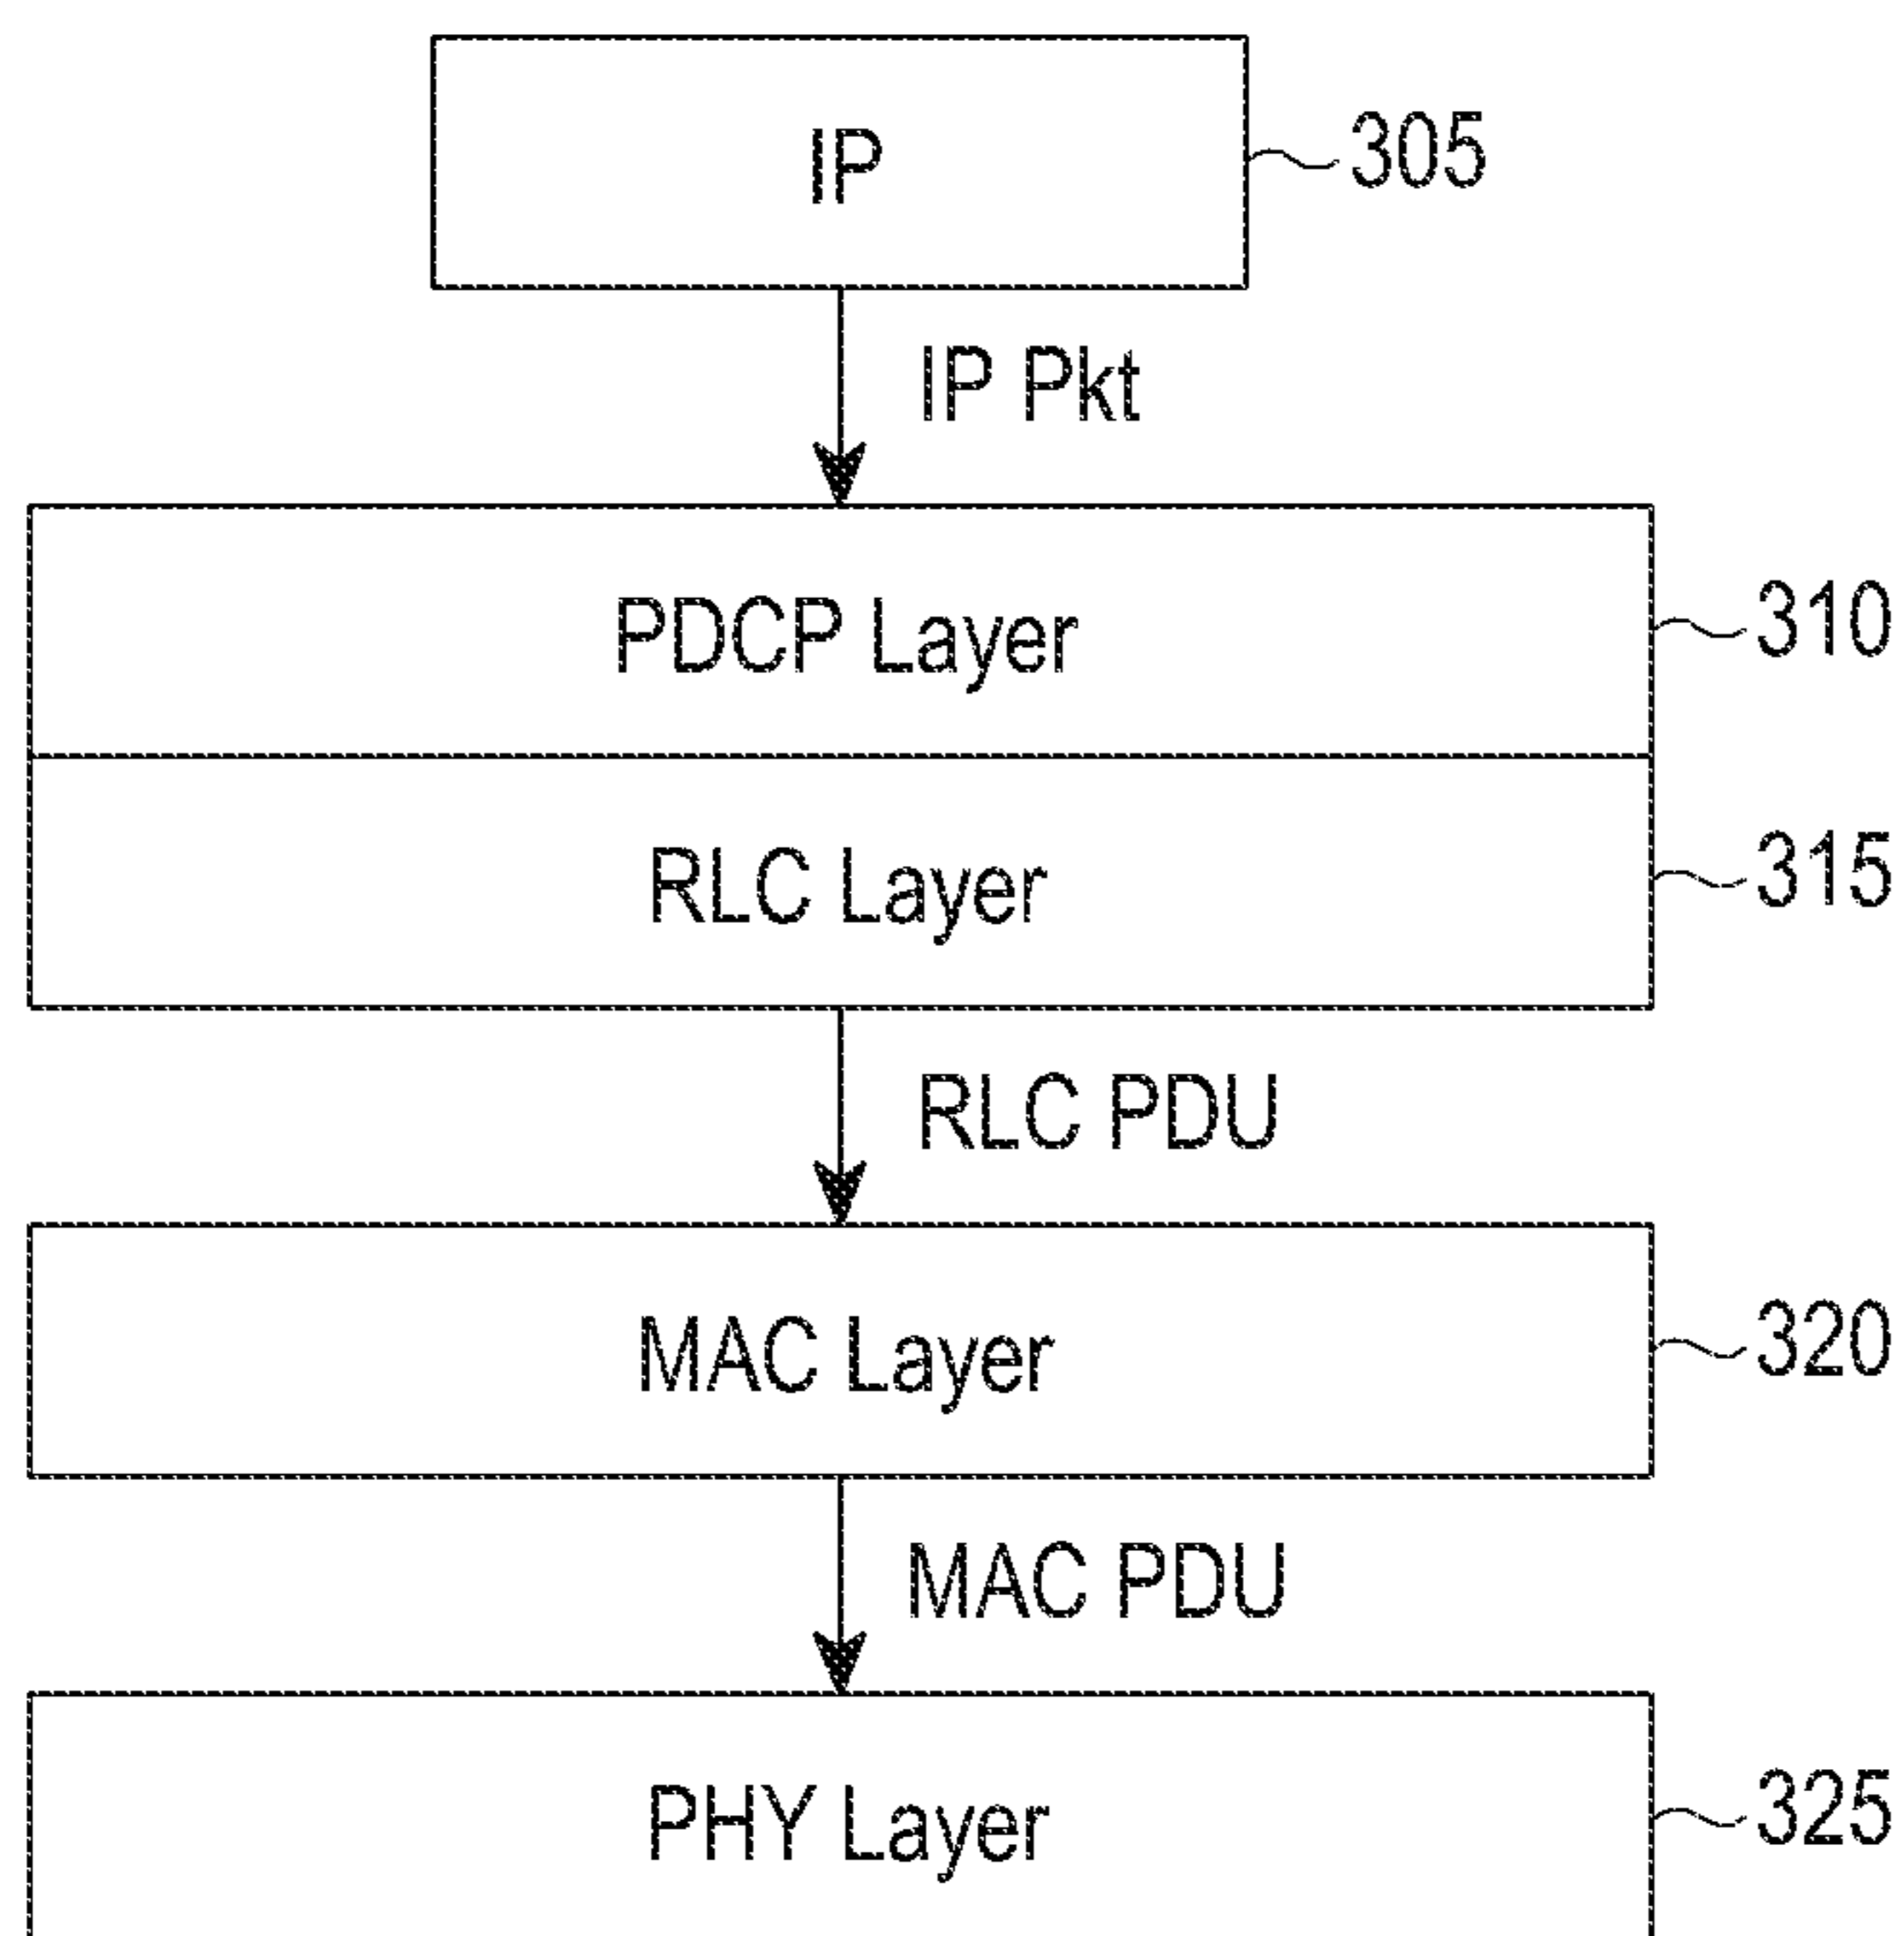 IP
305
IP Pkt
PDCP Layer
310
RLC Layer
315
RLC PDU
MAC Layer
320
MAC PDU
PHY Layer
325